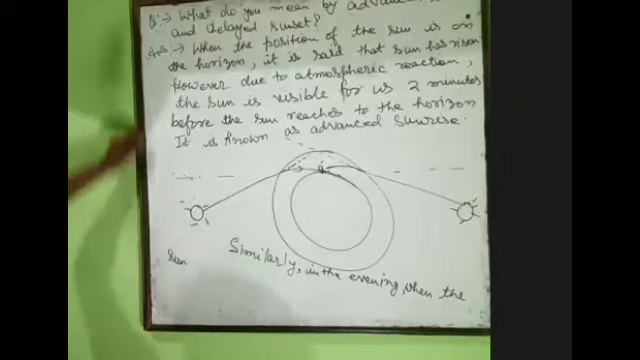 Q:→ What do you mean by advan
and delayed sunset?
Ans:→ When the position of the sun is on
the horizon, it is said that sun has risen
However due to atmospheric reaction,
the sun is visible for us 2 minutes
before the sun reaches to the horizon
It is known as advanced sunrise.
Sun
Similarly, in the evening when the